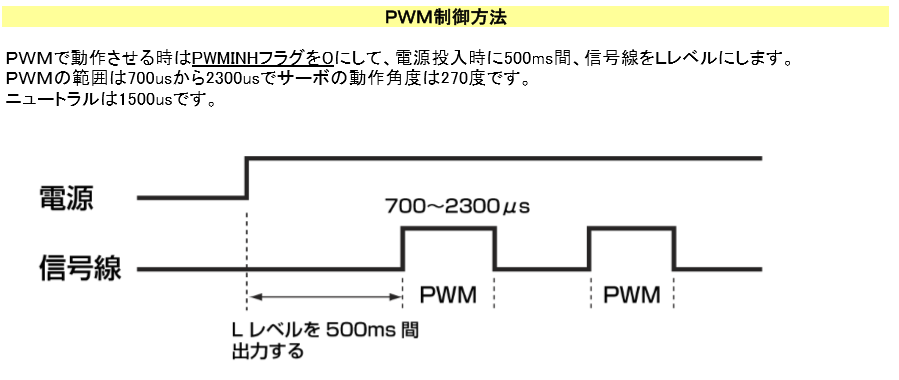 ＰＷＭ制御方法
ＰＷＭで動作させる時はPWMINHフラグを0にして、電源投入時に500ms間、信号線をLレベルにします。
ＰＷＭの範囲は700usから2300usでサーボの動作角度は270度です。
ニュートラルは1500usです。
電源
700～2300μs
信号線
PWM PWM
L レベルを 500ms 間
出力する